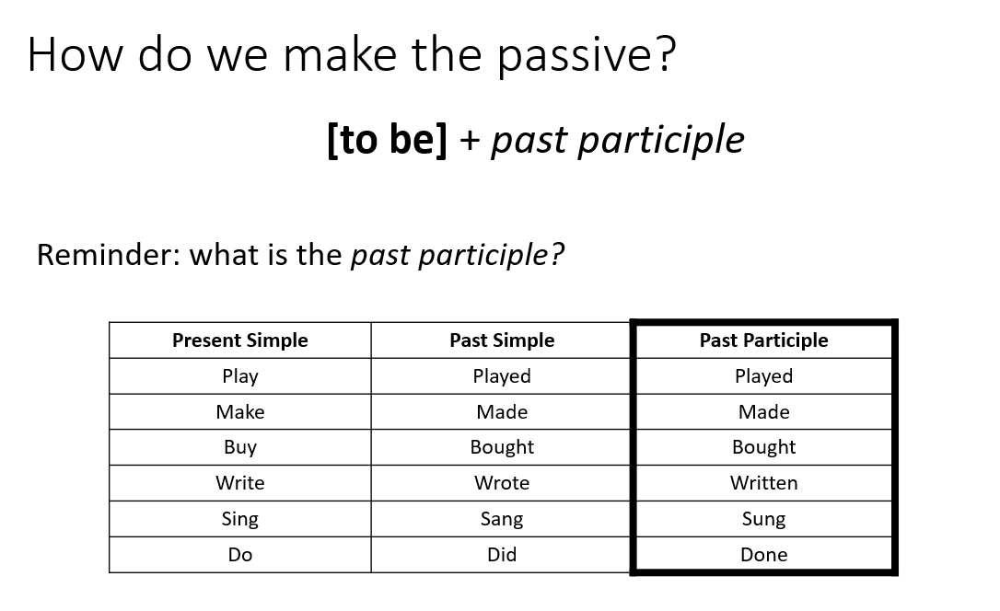 How do we make the passive?
[to be] + past participle
Reminder: what is the past participle?
Present Simple Past Simple Past Participle
Play Played Played
Make Made Made
Buy Bought Bought
Write Wrote Written
Sing Sang Sung
Do Did Done